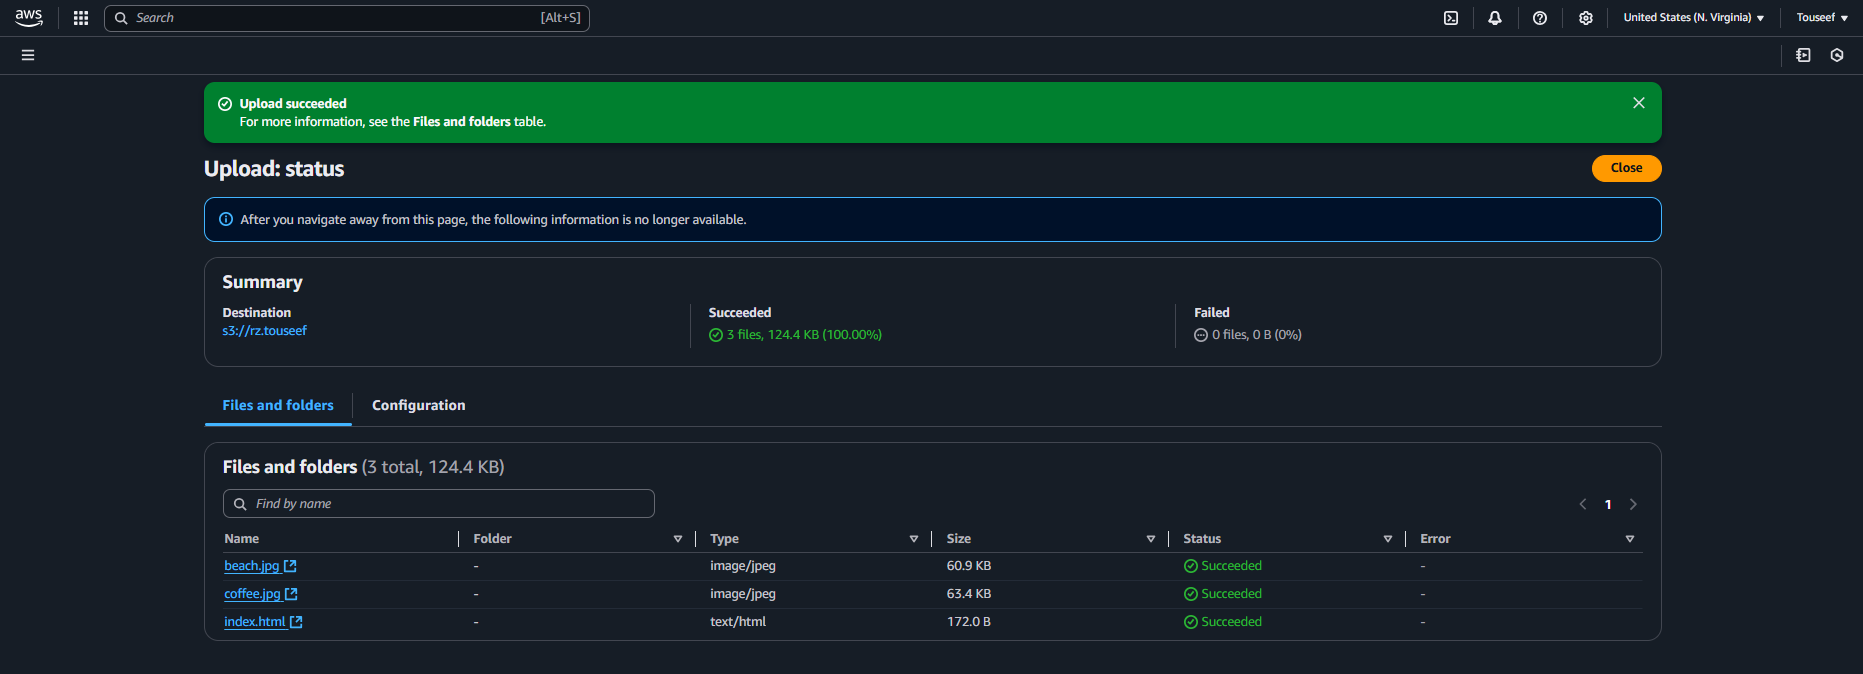 aws
Search [Alt+S]
United States (N. Virginia)
Touseef
Upload succeeded
For more information, see the Files and folders table.
Upload: status
Close
After you navigate away from this page, the following information is no longer available.
Summary
Destination Succeeded Failed
s3://rz.touseef 3 files, 124.4 KB (100.00%) 0 files, 0 B (0%)
Files and folders Configuration
Files and folders (3 total, 124.4 KB)
Find by name 1
Name Folder Type Size Status Error
beach.jpg - image/jpeg 60.9 KB Succeeded -
coffee.jpg - image/jpeg 63.4 KB Succeeded -
index.html - text/html 172.0 B Succeeded -